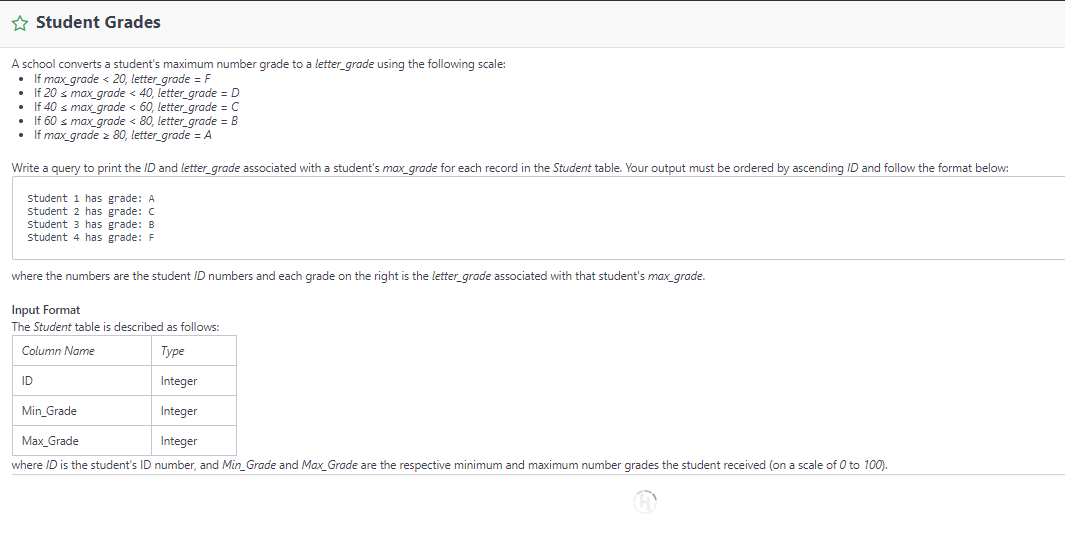 Student Grades
A school converts a student's maximum number grade to a letter_grade using the following scale:
• If max_grade < 20, letter_grade = F
• If 20 ≤ max_grade < 40, letter_grade = D
• If 40 ≤ max_grade < 60, letter_grade = C
• If 60 ≤ max_grade < 80, letter_grade = B
• If max_grade ≥ 80, letter_grade = A
Write a query to print the ID and letter_grade associated with a student's max_grade for each record in the Student table. Your output must be ordered by ascending ID and follow the format below:
Student 1 has grade: A
Student 2 has grade: C
Student 3 has grade: B
Student 4 has grade: F
where the numbers are the student ID numbers and each grade on the right is the letter_grade associated with that student's max_grade.
Input Format
The Student table is described as follows:
Column Name Type
ID Integer
Min_Grade Integer
Max_Grade Integer
where ID is the student's ID number, and Min_Grade and Max_Grade are the respective minimum and maximum number grades the student received (on a scale of 0 to 100).
H